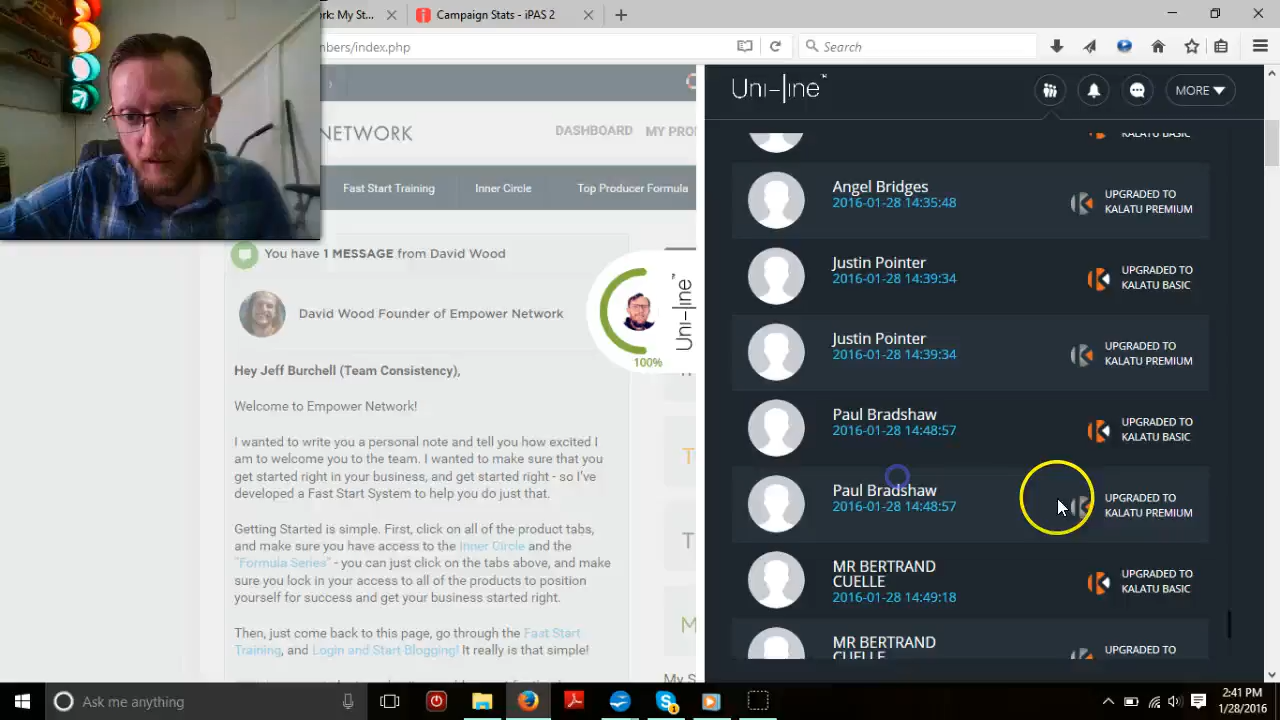 rk: My St...
Campaign Stats - iPAS 2
mbers/index.php
Search
NETWORK
DASHBOARD
MY PRO
Fast Start Training
Inner Circle
Top Producer Formula
You have 1 MESSAGE from David Wood
David Wood Founder of Empower Network
Hey Jeff Burchell (Team Consistency),
Welcome to Empower Network!
I wanted to write you a personal note and tell you how excited I
am to welcome you to the team. I wanted to make sure that you
get started right in your business, and get started right - so I've
developed a Fast Start System to help you do just that.
Getting Started is simple. First, click on all of the product tabs,
and make sure you have access to the Inner Circle and the
"Formula Series" - you can just click on the tabs above, and make
sure you lock in your access to all of the products to position
yourself for success and get your business started right.
Then, just come back to this page, go through the Fast Start
Training, and Login and Start Blogging! It really is that simple!
T
T
M
My S
Uni-line
100%
Uni-line™
MORE
KALATU BASIC
Angel Bridges
2016-01-28 14:35:48
UPGRADED TO
KALATU PREMIUM
Justin Pointer
2016-01-28 14:39:34
UPGRADED TO
KALATU BASIC
Justin Pointer
2016-01-28 14:39:34
UPGRADED TO
KALATU PREMIUM
Paul Bradshaw
2016-01-28 14:48:57
UPGRADED TO
KALATU BASIC
Paul Bradshaw
2016-01-28 14:48:57
UPGRADED TO
KALATU PREMIUM
MR BERTRAND
CUELLE
2016-01-28 14:49:18
UPGRADED TO
KALATU BASIC
MR BERTRAND
CUELLE
UPGRADED TO
Ask me anything
1
2:41 PM
1/28/2016